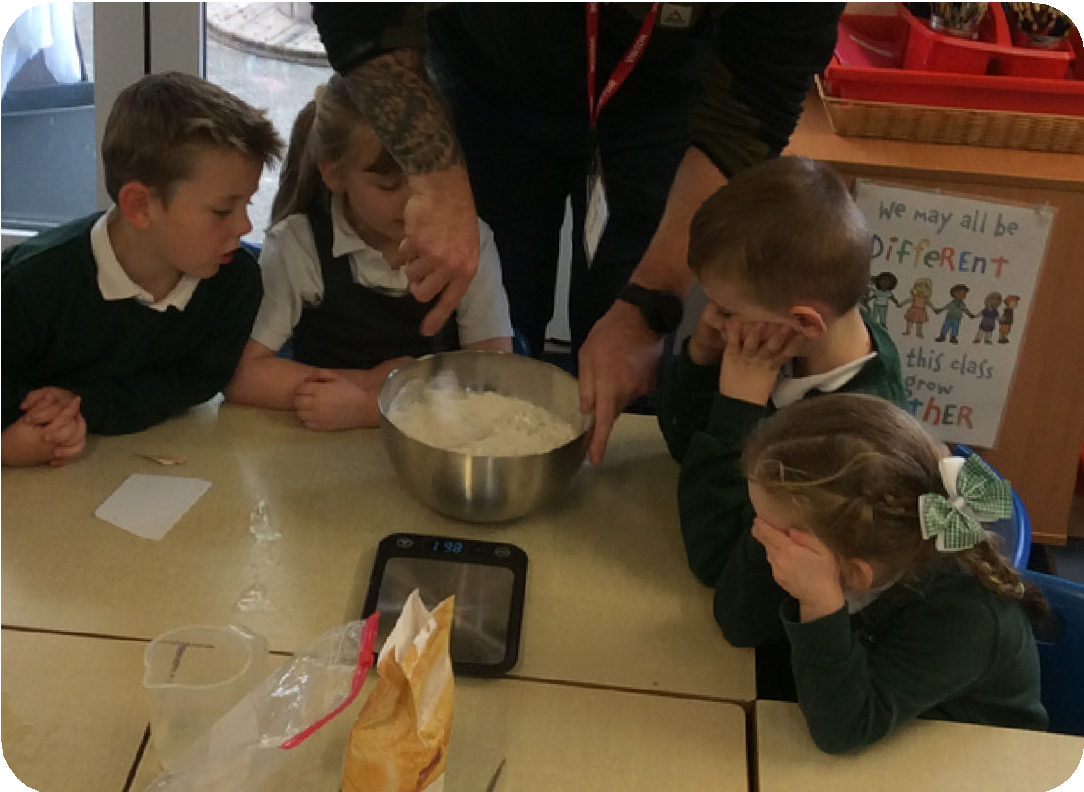 198
We may all be
DiffeRENT
this class
grow
THER